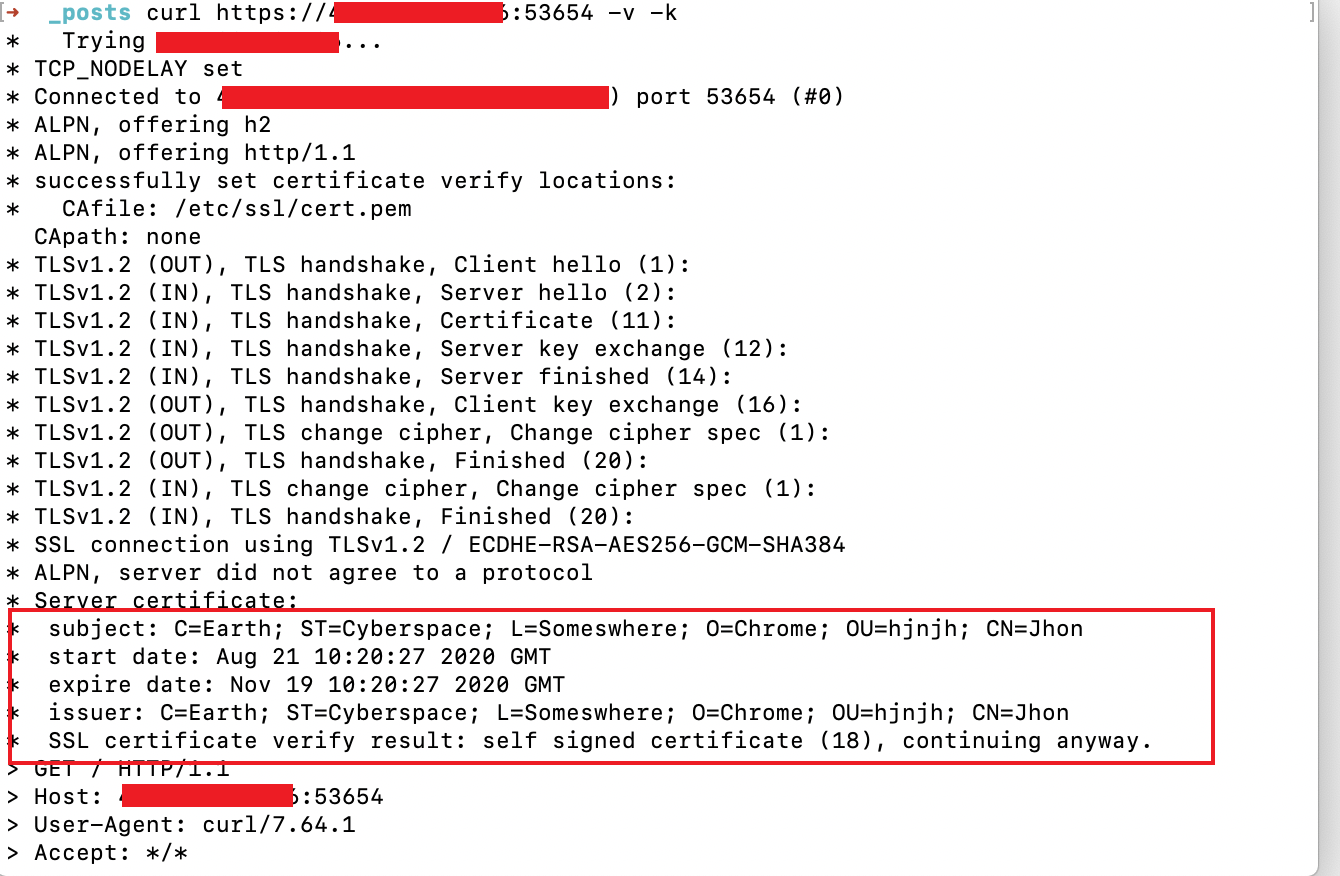 [➜ _posts curl https:// :53654 -v -k ]
* Trying ...
* TCP_NODELAY set
* Connected to ) port 53654 (#0)
* ALPN, offering h2
* ALPN, offering http/1.1
* successfully set certificate verify locations:
* CAfile: /etc/ssl/cert.pem
CApath: none
* TLSv1.2 (OUT), TLS handshake, Client hello (1):
* TLSv1.2 (IN), TLS handshake, Server hello (2):
* TLSv1.2 (IN), TLS handshake, Certificate (11):
* TLSv1.2 (IN), TLS handshake, Server key exchange (12):
* TLSv1.2 (IN), TLS handshake, Server finished (14):
* TLSv1.2 (OUT), TLS handshake, Client key exchange (16):
* TLSv1.2 (OUT), TLS change cipher, Change cipher spec (1):
* TLSv1.2 (OUT), TLS handshake, Finished (20):
* TLSv1.2 (IN), TLS change cipher, Change cipher spec (1):
* TLSv1.2 (IN), TLS handshake, Finished (20):
* SSL connection using TLSv1.2 / ECDHE-RSA-AES256-GCM-SHA384
* ALPN, server did not agree to a protocol
* Server certificate:
* subject: C=Earth; ST=Cyberspace; L=Someswhere; O=Chrome; OU=hjnjh; CN=Jhon
* start date: Aug 21 10:20:27 2020 GMT
* expire date: Nov 19 10:20:27 2020 GMT
* issuer: C=Earth; ST=Cyberspace; L=Someswhere; O=Chrome; OU=hjnjh; CN=Jhon
* SSL certificate verify result: self signed certificate (18), continuing anyway.
> GET / HTTP/1.1
> Host: :53654
> User-Agent: curl/7.64.1
> Accept: */*